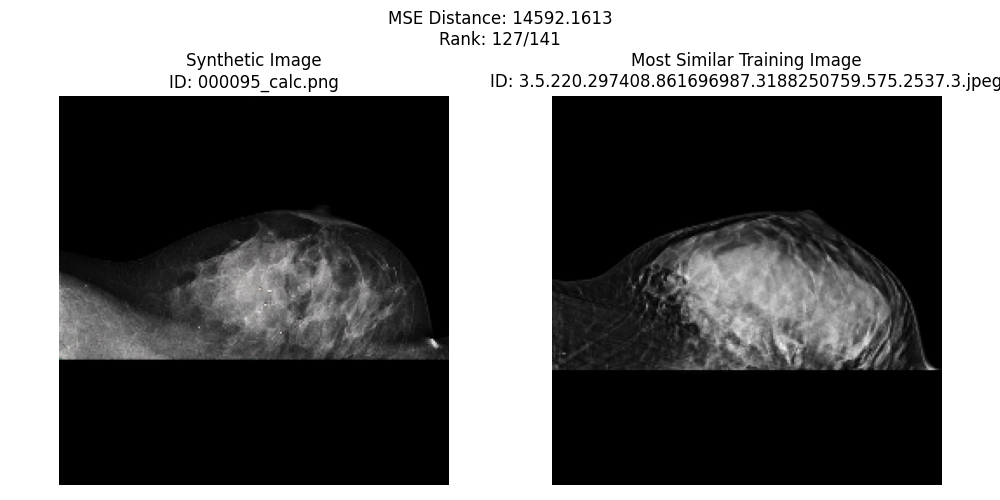 MSE Distance: 14592.1613
Rank: 127/141
Synthetic Image
ID: 000095_calc.png
Most Similar Training Image
ID: 3.5.220.297408.861696987.3188250759.575.2537.3.jpeg